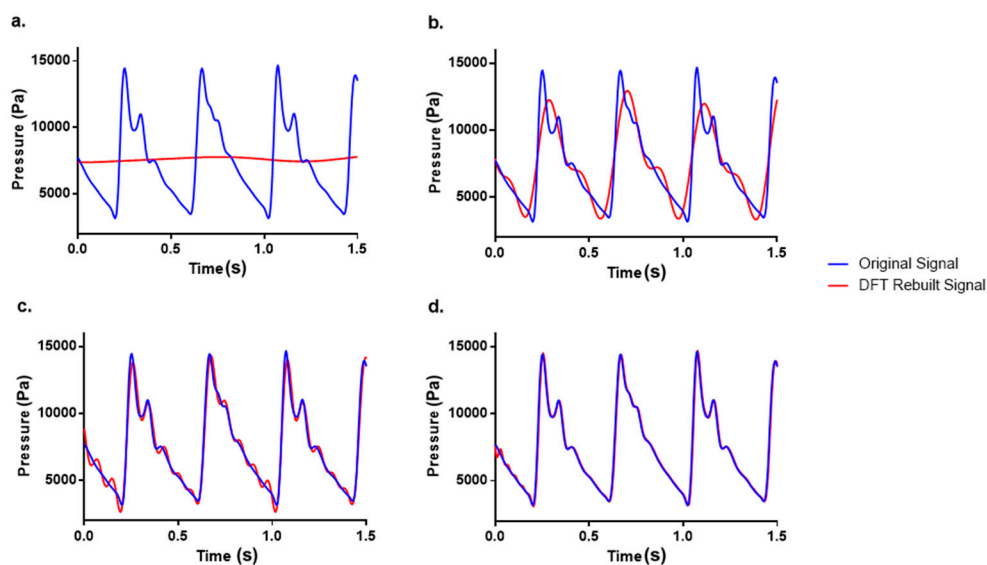 a.
b.
15000
10000
5000
Pressure (Pa)
0.0 0.5 1.0 1.5
Time(s)
15000
10000
5000
Pressure (Pa)
0.0 0.5 1.0 1.5
Time (s)
Original Signal
DFT Rebuilt Signal
c.
d.
15000
10000
5000
Pressure (Pa)
0.0 0.5 1.0 1.5
Time (s)
15000
10000
5000
Pressure (Pa)
0.0 0.5 1.0 1.5
Time (s)